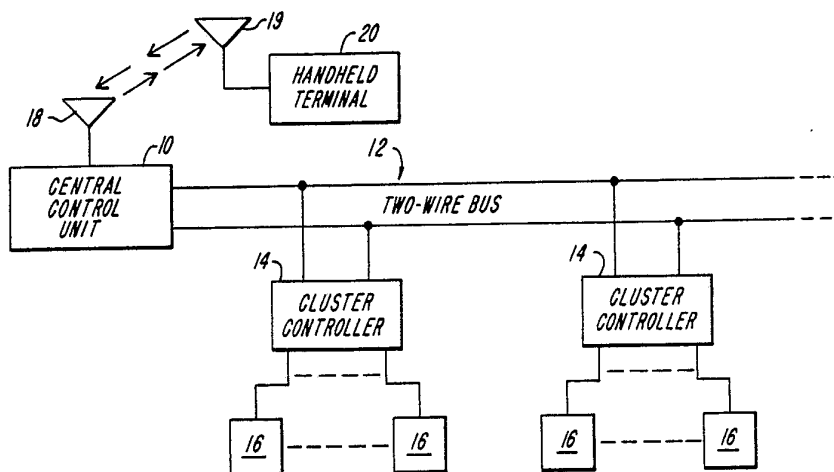 19
20
HANDHELD
TERMINAL
18
10
CENTRAL
CONTROL
UNIT
12
TWO-WIRE BUS
14
CLUSTER
CONTROLLER
14
CLUSTER
CONTROLLER
16
16
16
16